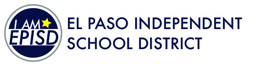 I AM
EPISD
EL PASO INDEPENDENT
SCHOOL DISTRICT